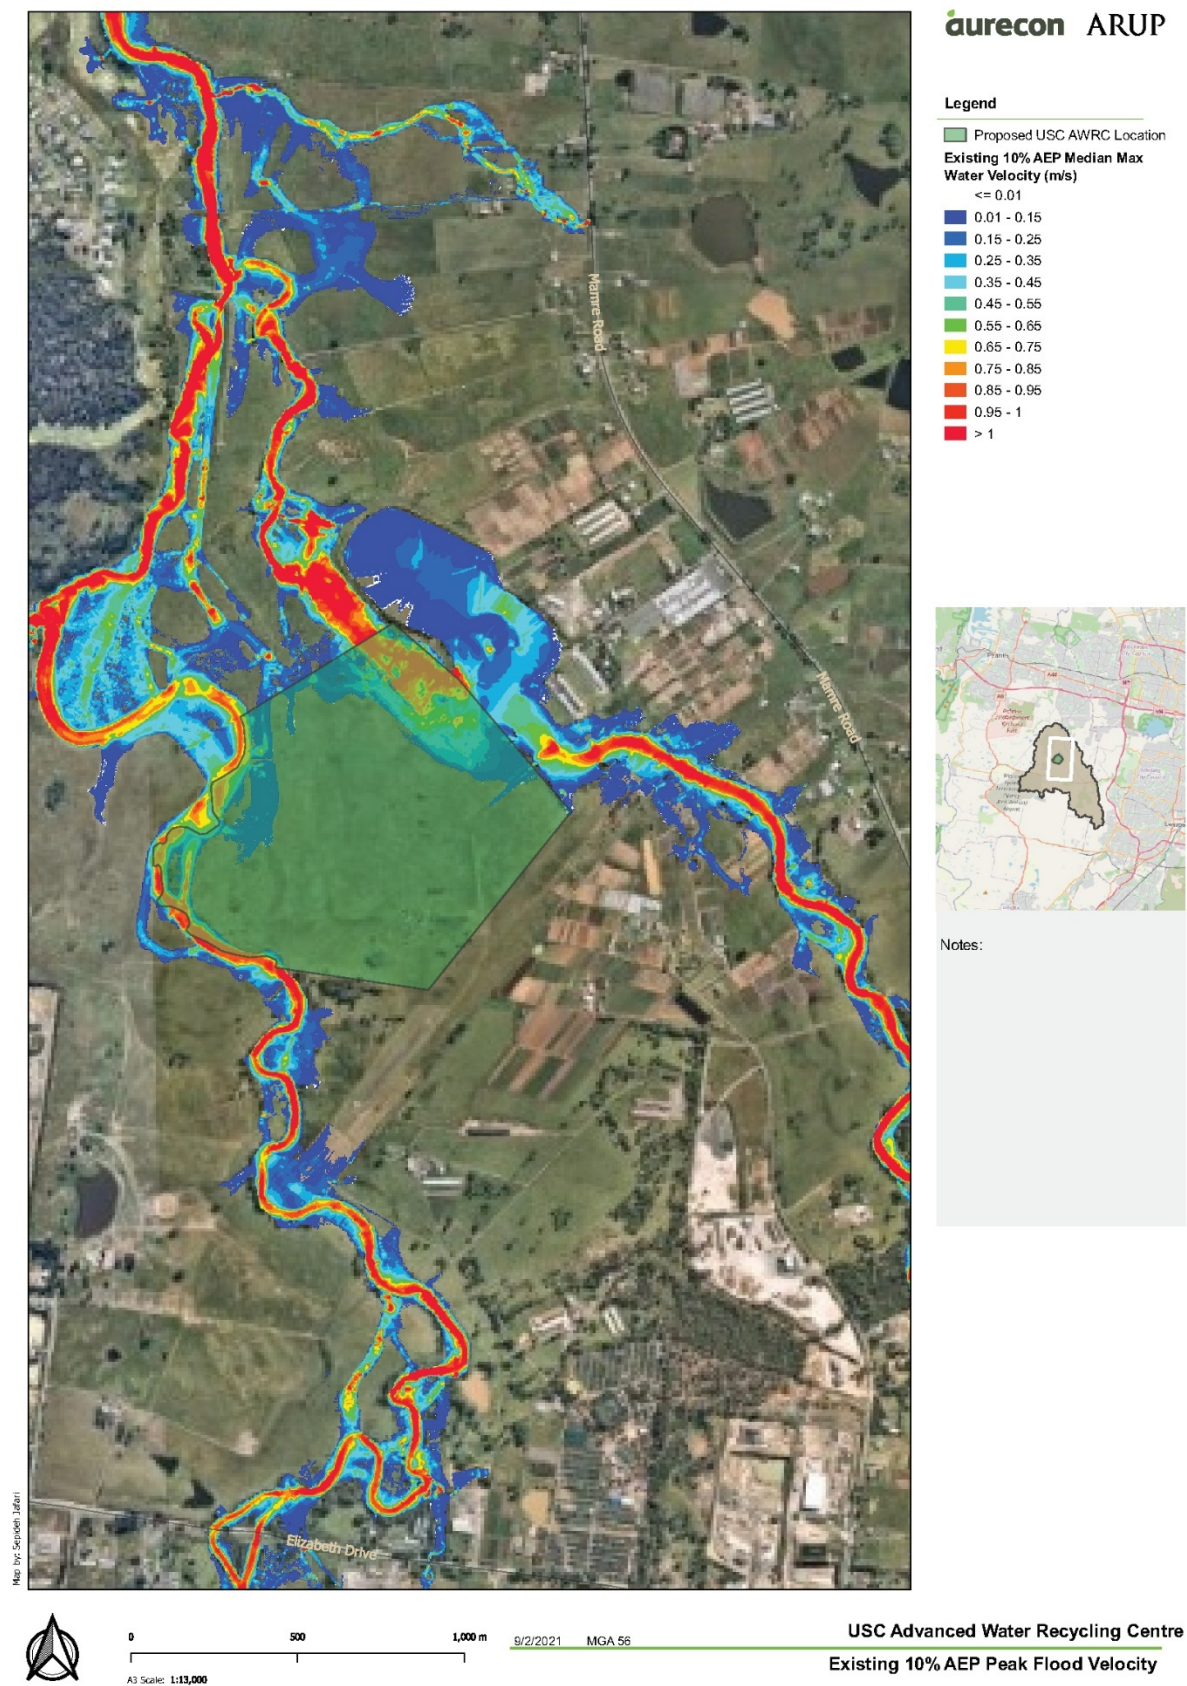 aurecon ARUP
Legend
Proposed USC AWRC Location
Existing 10% AEP Median Max
Water Velocity (m/s)
<= 0.01
0.01 - 0.15
0.15 - 0.25
0.25 - 0.35
0.35 - 0.45
0.45 - 0.55
0.55 - 0.65
0.65 - 0.75
0.75 - 0.85
0.85 - 0.95
0.95 - 1
> 1
Mamre Road
Mamre Road
Elizabeth Drive
Notes:
Map by: Sepideh Jafari
0 500 1,000 m
A3 Scale: 1:13,000
9/2/2021 MGA 56
USC Advanced Water Recycling Centre
Existing 10% AEP Peak Flood Velocity